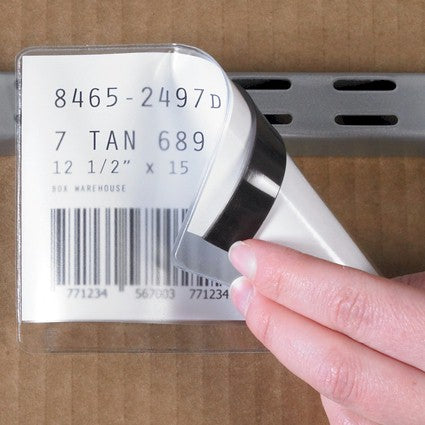 8465-2497D
7 TAN 689
12 1/2" x 15
BOX WAREHOUSE
771234 567003 771234